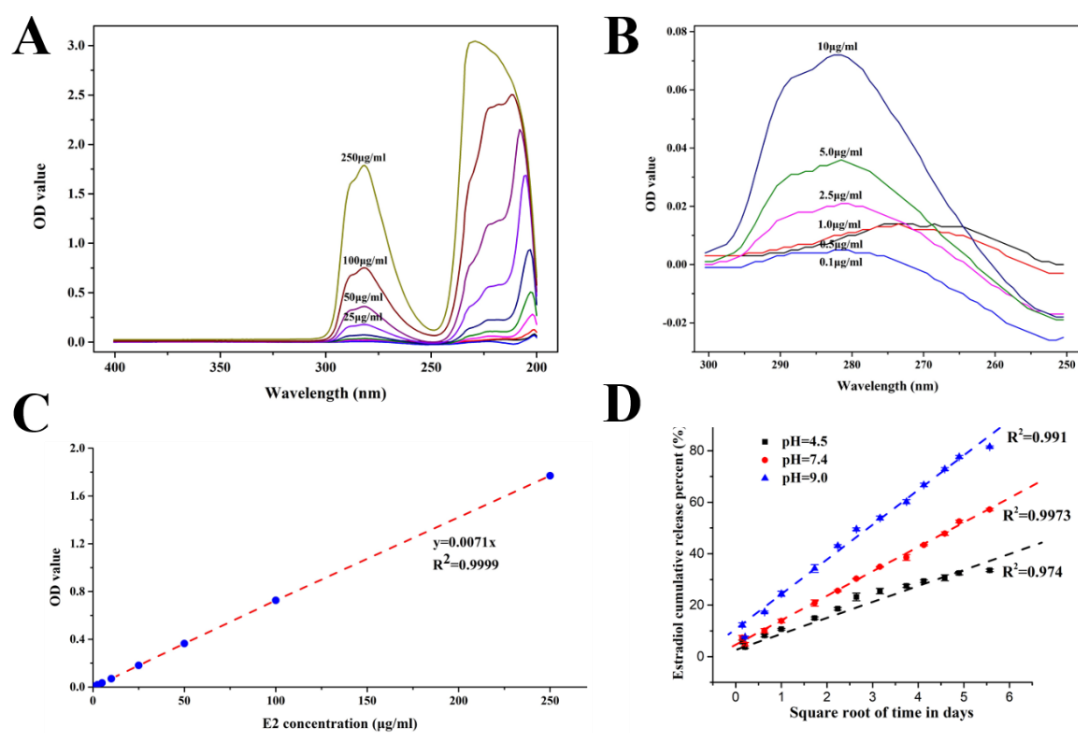 A
OD value
3.0
2.5
2.0
1.5
1.0
0.5
0.0
250μg/ml
100μg/ml
50μg/ml
25μg/ml
400
350
300
250
200
Wavelength (nm)
B
OD value
0.08
0.06
0.04
0.02
0.00
-0.02
10μg/ml
5.0μg/ml
2.5μg/ml
1.0μg/ml
0.5μg/ml
0.1μg/ml
300
290
280
270
260
250
Wavelength (nm)
C
OD value
2.0
1.6
1.2
0.8
0.4
0.0
y=0.0071x
R²=0.9999
0
50
100
150
200
250
E2 concentration (μg/ml)
D
Estradiol cumulative release percent (%)
80
60
40
20
0
pH=4.5
pH=7.4
pH=9.0
R²=0.991
R²=0.9973
R²=0.974
0
1
2
3
4
5
6
Square root of time in days